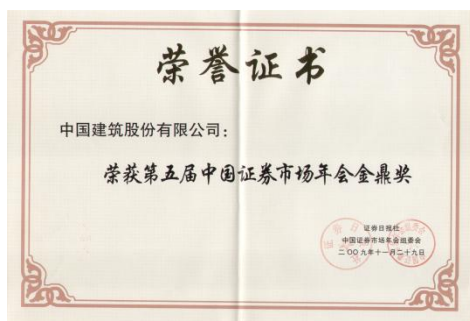 荣誉证书
中国建筑股份有限公司：
荣获第五届中国证券市场年会金鼎奖
证券日报社
中国证券市场年会组委会
二〇〇九年十一月二十九日